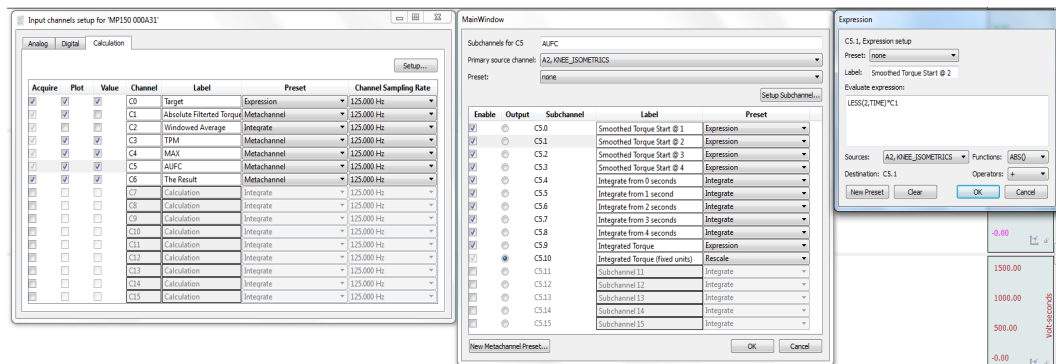 Input channels setup for 'MP150 000A31'
Analog Digital Calculation
Setup...
Acquire Plot Value Channel Label Preset Channel Sampling Rate
C0 Target Expression 125.000 Hz
C1 Absolute Filterted Torque Metachannel 125.000 Hz
C2 Windowed Average Integrate 125.000 Hz
C3 TPM Metachannel 125.000 Hz
C4 MAX Metachannel 125.000 Hz
C5 AUFC Metachannel 125.000 Hz
C6 The Result Metachannel 125.000 Hz
C7 Calculation Integrate 125.000 Hz
C8 Calculation Integrate 125.000 Hz
C9 Calculation Integrate 125.000 Hz
C10 Calculation Integrate 125.000 Hz
C11 Calculation Integrate 125.000 Hz
C12 Calculation Integrate 125.000 Hz
C13 Calculation Integrate 125.000 Hz
C14 Calculation Integrate 125.000 Hz
C15 Calculation Integrate 125.000 Hz
MainWindow
Subchannels for C5 AUFC
Primary source channel: A2, KNEE_ISOMETRICS
Preset: none
Setup Subchannel...
Enable Output Subchannel Label Preset
C5.0 Smoothed Torque Start @ 1 Expression
C5.1 Smoothed Torque Start @ 2 Expression
C5.2 Smoothed Torque Start @ 3 Expression
C5.3 Smoothed Torque Start @ 4 Expression
C5.4 Integrate from 0 seconds Integrate
C5.5 Integrate from 1 second Integrate
C5.6 Integrate from 2 seconds Integrate
C5.7 Integrate from 3 seconds Integrate
C5.8 Integrate from 4 seconds Integrate
C5.9 Integrated Torque Expression
C5.10 Integrated Torque (fixed units) Rescale
C5.11 Subchannel 11 Integrate
C5.12 Subchannel 12 Integrate
C5.13 Subchannel 13 Integrate
C5.14 Subchannel 14 Integrate
C5.15 Subchannel 15 Integrate
New Metachannel Preset... OK Cancel
Expression
C5.1, Expression setup
Preset: none
Label: Smoothed Torque Start @ 2
Evaluate expression:
LESS(2,TIME)*C1
Sources: A2, KNEE_ISOMETRICS Functions: ABS()
Destination: C5.1 Operators: +
New Preset Clear OK Cancel
-0.00
1500.00
1000.00
500.00
-0.00
Volt-seconds